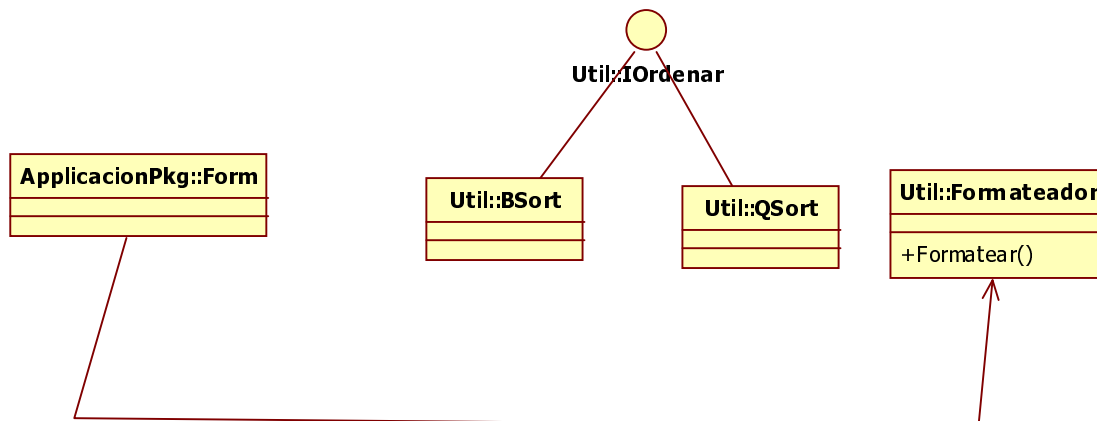 Util::IOrdenar
ApplicacionPkg::Form
Util::BSort
Util::QSort
Util::Formateador
+Formatear()